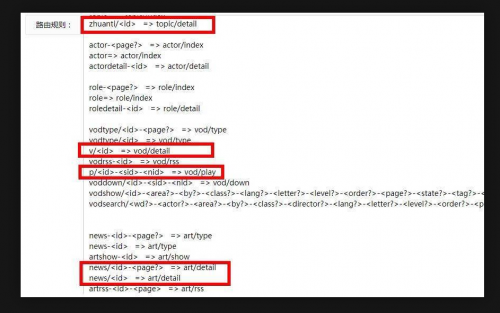 路由规则：
zhuanti/<id>   => topic/detail
actor-<page?>   => actor/index
actor=> actor/index
actordetail-<id>   => actor/detail
role-<page?>   => role/index
role=> role/index
roledetail-<id>   => role/detail
vodtype/<id>-<page?>   => vod/type
vodtype/<id>   => vod/type
v/<id>   => vod/detail
vodrss-<id>   => vod/rss
p/<id>-<sid>-<nid>   => vod/play
voddown/<id>-<sid>-<nid>   => vod/down
vodshow/<id>-<area?>-<by?>-<class?>-<lang?>-<letter?>-<level?>-<order?>-<page?>-<state?>-<tag?>-<
vodsearch/<wd?>-<actor?>-<area?>-<by?>-<class?>-<director?>-<lang?>-<letter?>-<level?>-<order?>-<p
news-<id>-<page?>   => art/type
news-<id>   => art/type
artshow-<id>   => art/show
news/<id>-<page?>   => art/detail
news/<id>   => art/detail
artrss-<id>-<page>   => art/rss